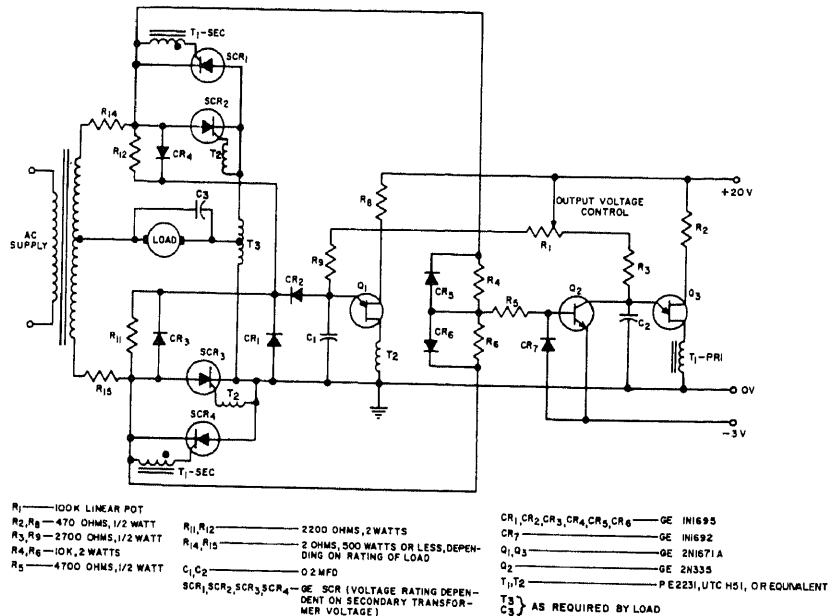 T1-SEC
SCR1
SCR2
R14
T2
R12
CR4
C3
+20V
OUTPUT VOLTAGE CONTROL
R8
AC SUPPLY
LOAD
R1
R2
T3
R9
CR2
Q1
CR5
R4
R3
R5
Q2
Q3
R11
CR3
CR1
C1
CR6
R6
C2
SCR3
T2
CR7
T1-PRI
R15
T2
0V
SCR4
-3V
T1-SEC
R1 100K LINEAR POT
R2,R8 470 OHMS, 1/2 WATT
R3,R9 2700 OHMS, 1/2 WATT
R4,R6 10K, 2 WATTS
R5 4700 OHMS, 1/2 WATT
R11,R12 2200 OHMS, 2 WATTS
R14,R15 2 OHMS, 500 WATTS OR LESS, DEPEN-
DING ON RATING OF LOAD
C1,C2 0.2 MFD
SCR1,SCR2,SCR3,SCR4 GE SCR (VOLTAGE RATING DEPEN-
DENT ON SECONDARY TRANSFOR-
MER VOLTAGE)
CR1,CR2,CR3,CR4,CR5,CR6 GE 1N1695
CR7 GE 1N1692
Q1,Q3 GE 2N1671A
Q2 GE 2N335
T1,T2 PE2231, UTC H51, OR EQUIVALENT
T3
C3 } AS REQUIRED BY LOAD